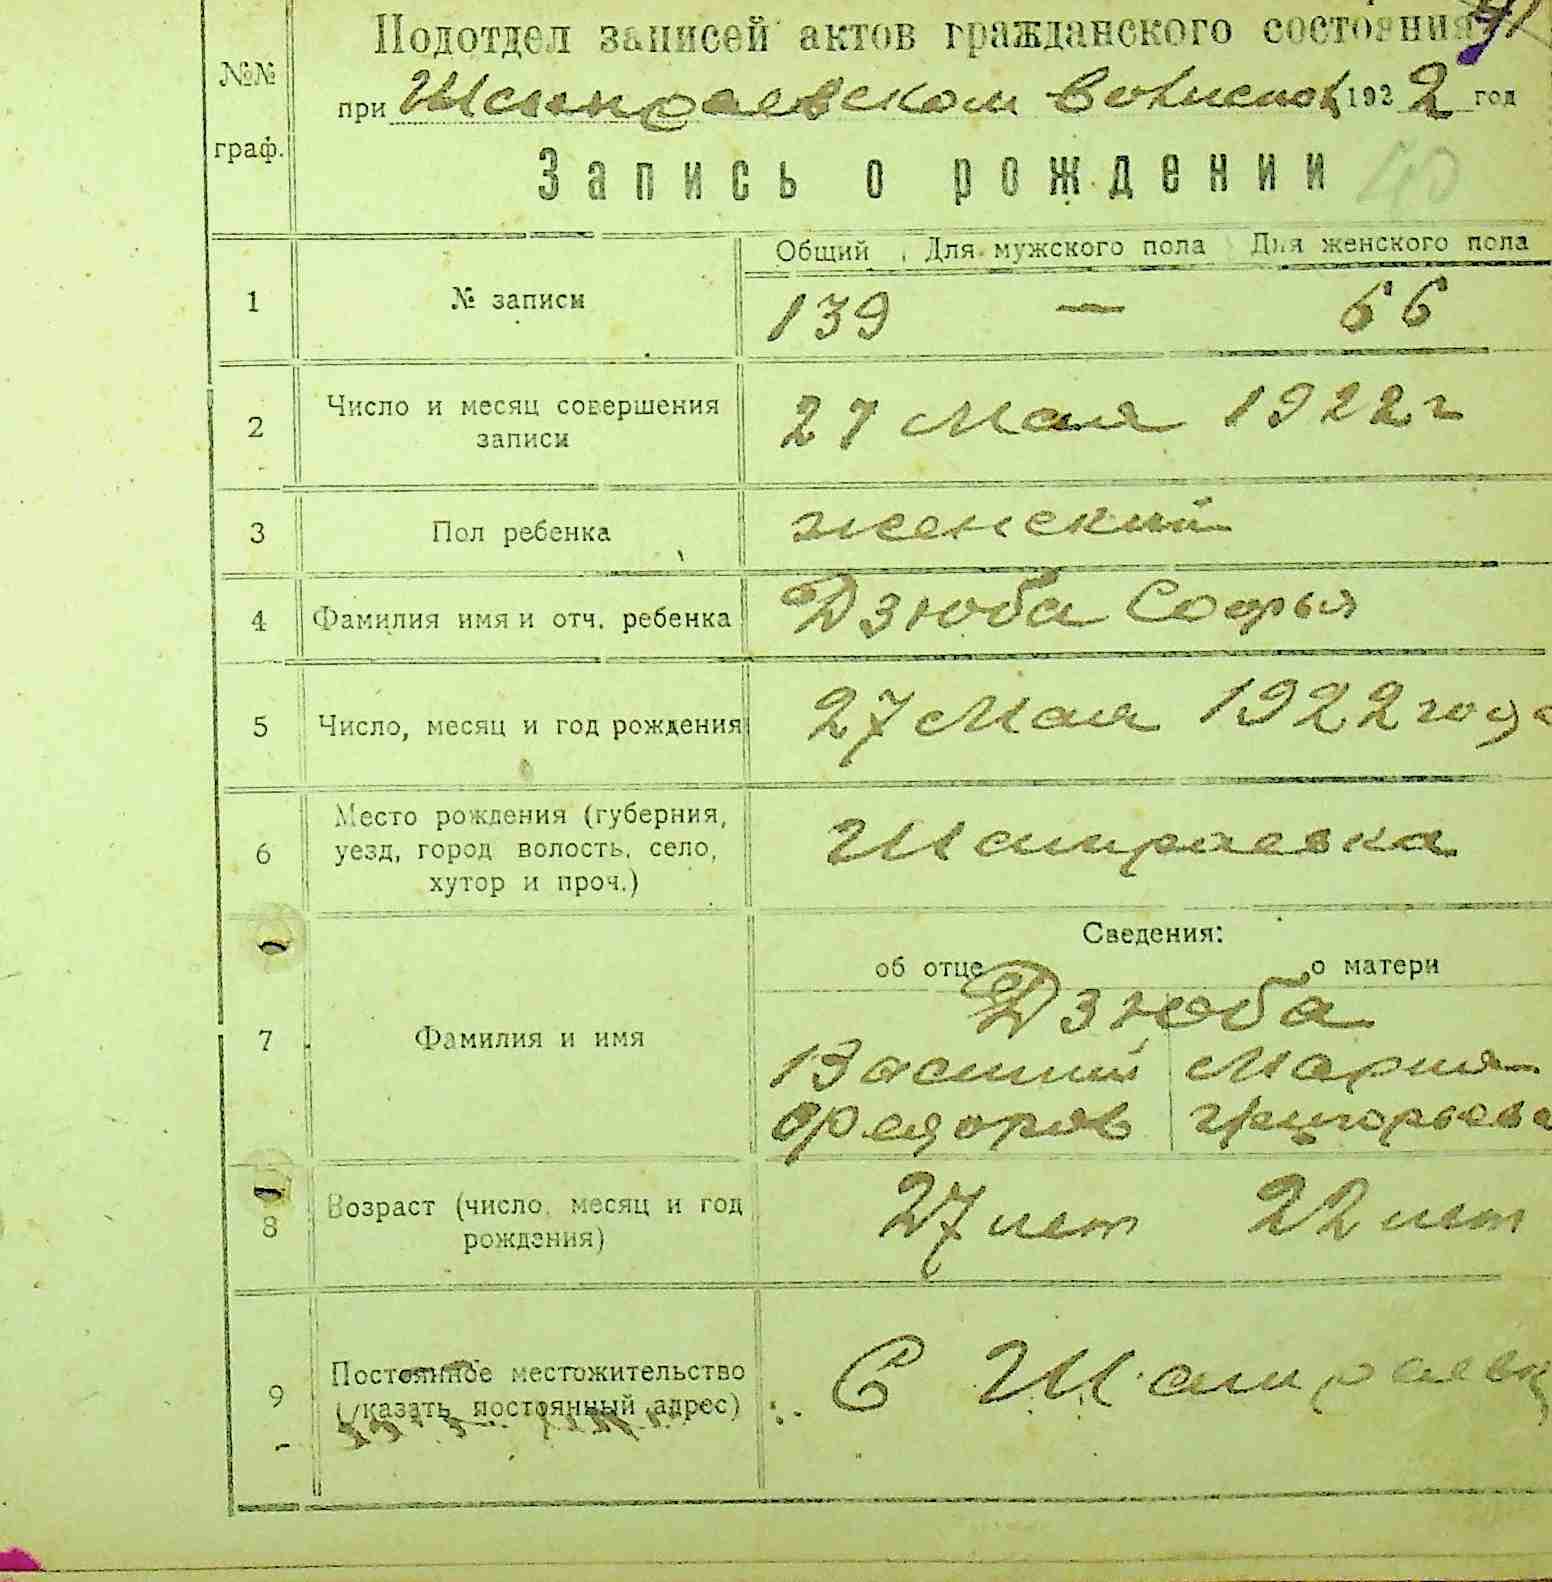 Подотдел записей актов гражданского состояния
№№
граф.
при Шамраевском 1922 год
Запись о рождении
40
Общий Для мужского пола Для женского пола
1 № записи 139 — 66
2 Число и месяц совершения
записи
27 Мая 1922 г
3 Пол ребенка женский
4 Фамилия имя и отч. ребенка Дзюба Софья
5 Число, месяц и год рождения 27 Мая 1922 года
6 Место рождения (губерния,
уезд, город волость, село,
хутор и проч.)
Шамраевка
Сведения:
об отце о матери
7 Фамилия и имя
Дзюба
Василий Мария
Федоров Григорьева
8 Возраст (число, месяц и год
рождения)
27 лет 22 лет
9 Постоянное местожительство
(указать постоянный адрес)
С Шамраевк